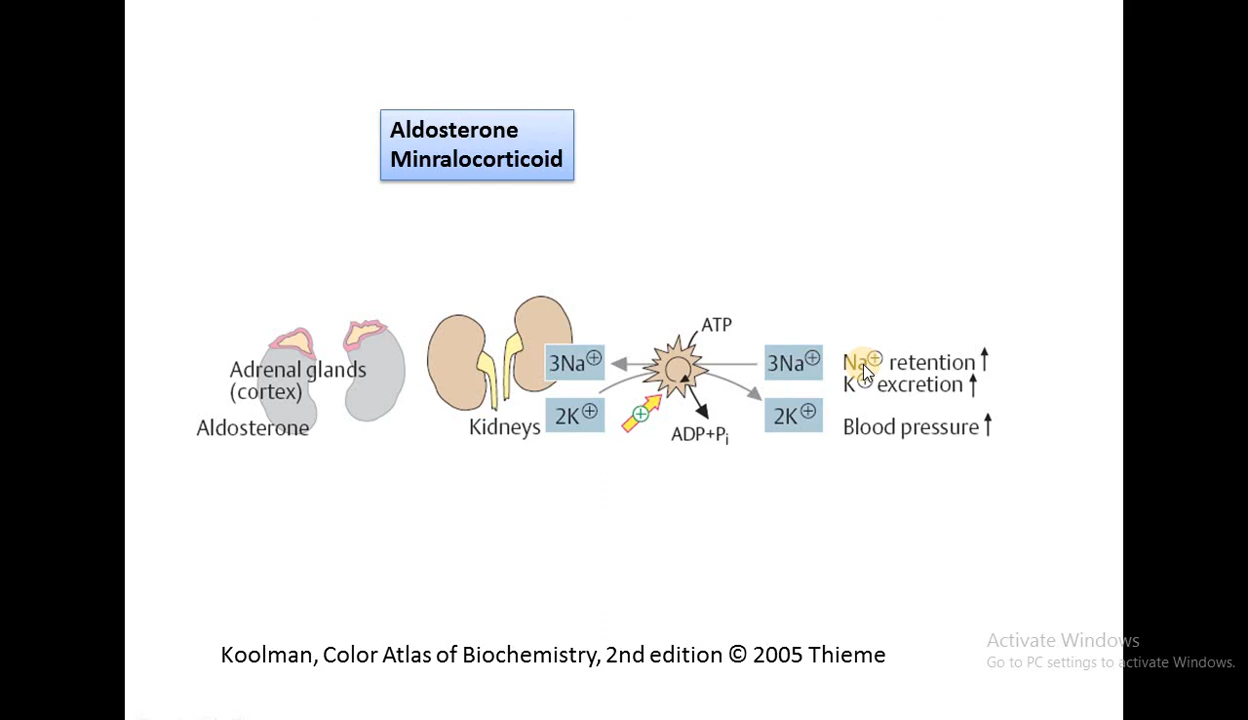 Aldosterone
Minralocorticoid
Adrenal glands
(cortex)
Aldosterone
Kidneys
3Na⊕
2K⊕
⊕
ATP
ADP+Pi
3Na⊕
2K⊕
Na⊕ retention ↑
K⊕ excretion ↑
Blood pressure ↑
Koolman, Color Atlas of Biochemistry, 2nd edition © 2005 Thieme
Activate Windows
Go to PC settings to activate Windows.